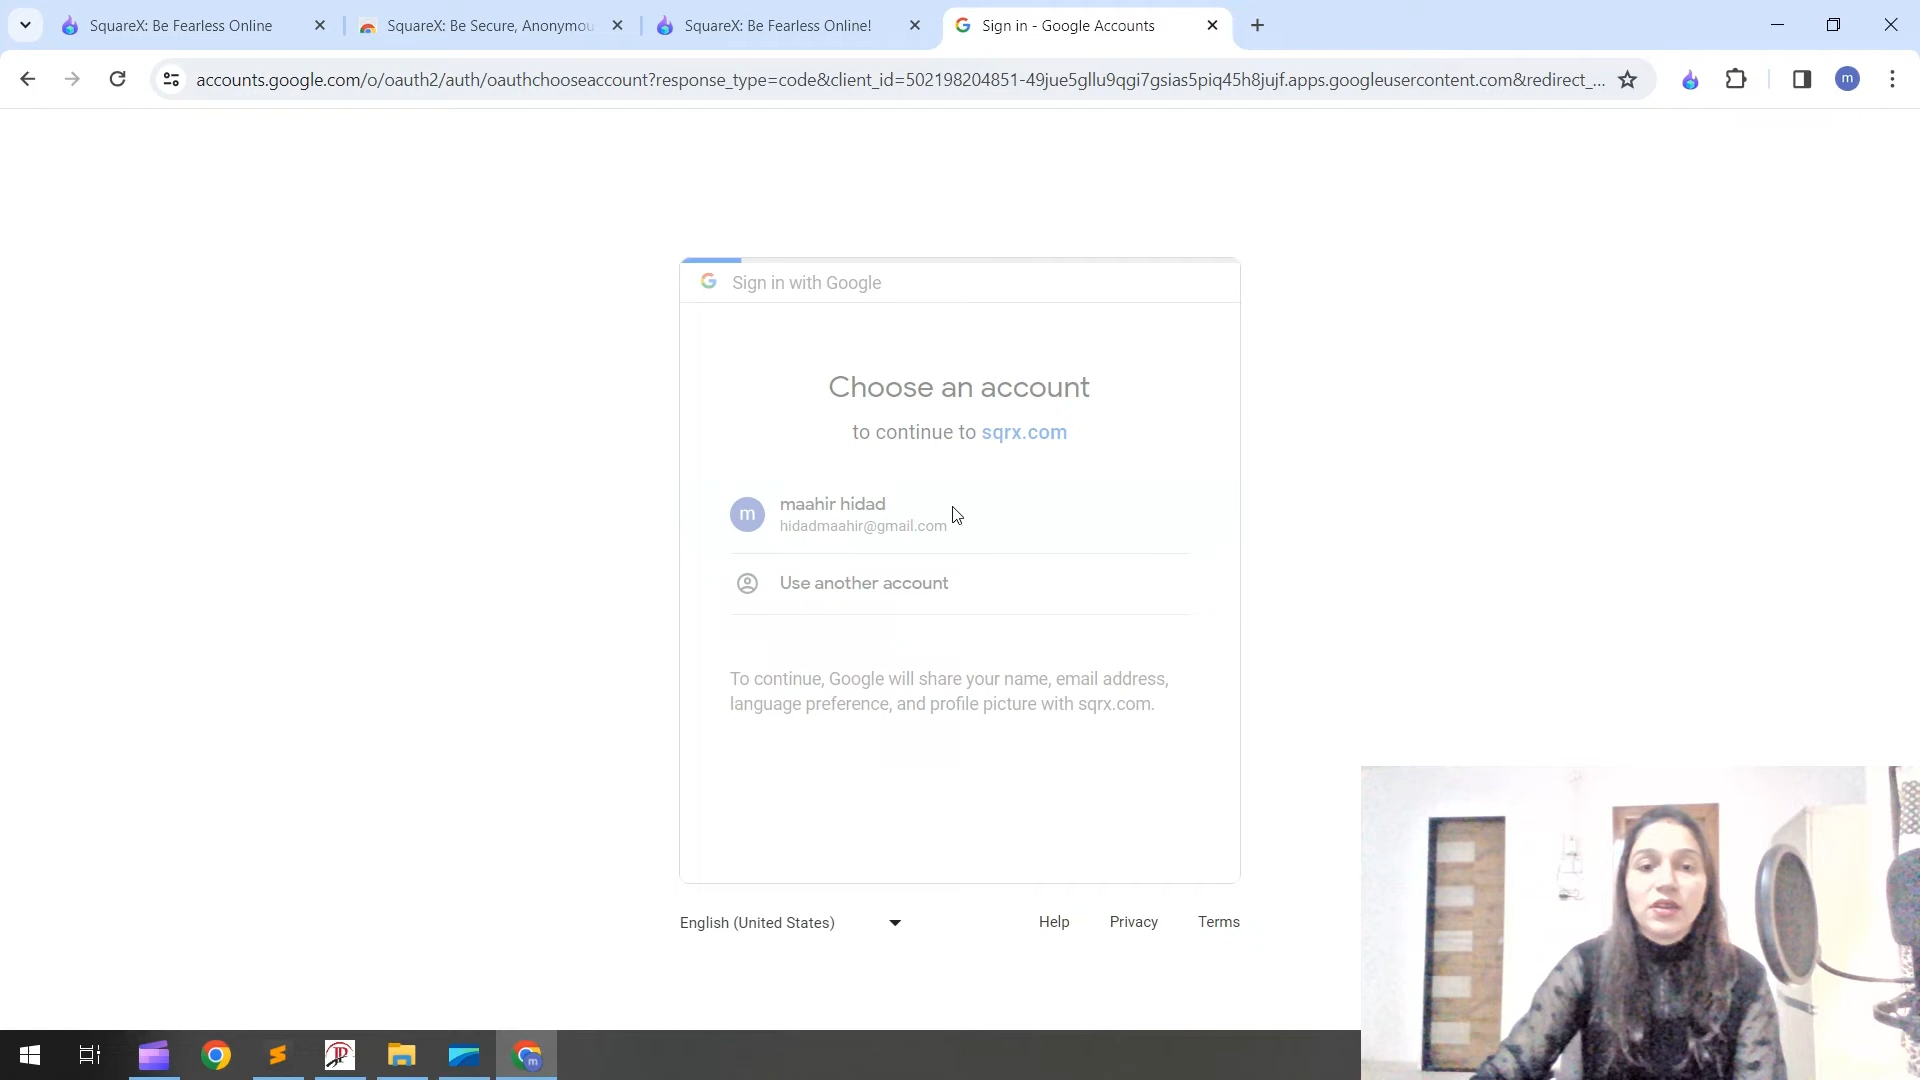 SquareX: Be Fearless Online
SquareX: Be Secure, Anonymou
SquareX: Be Fearless Online!
Sign in - Google Accounts
accounts.google.com/o/oauth2/auth/oauthchooseaccount?response_type=code&client_id=502198204851-49jue5gllu9qgi7gsias5piq45h8jujf.apps.googleusercontent.com&redirect_...
m
Sign in with Google
Choose an account
to continue to sqrx.com
m
maahir hidad
hidadmaahir@gmail.com
Use another account
To continue, Google will share your name, email address,
language preference, and profile picture with sqrx.com.
English (United States)
Help
Privacy
Terms
JP
m